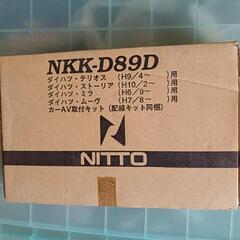 NKK-D89D
ダイハツ・テリオス (H9/4～ )用
ダイハツ・ストーリア (H10/2～ )用
ダイハツ・ミラ (H6/9～ )用
ダイハツ・ムーヴ (H7/8～ )用
カーAV取付キット (配線キット同梱)
NITTO